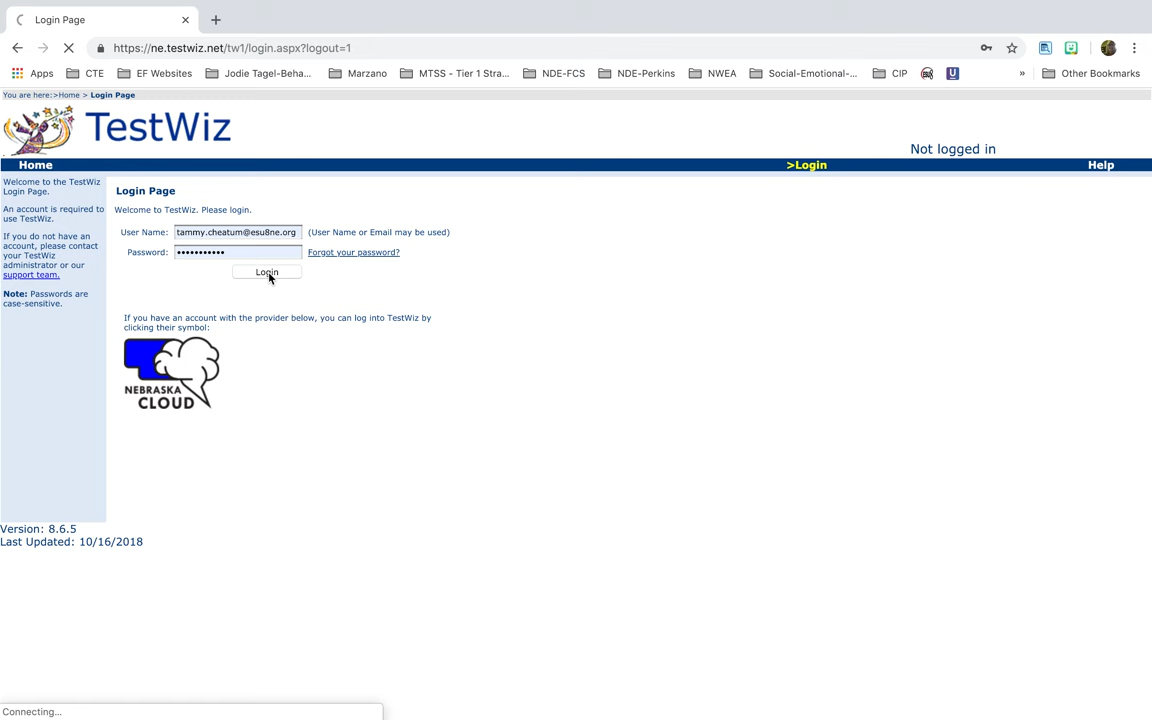 Login Page
https://ne.testwiz.net/tw1/login.aspx?logout=1
Apps CTE EF Websites Jodie Tagel-Beha... Marzano MTSS - Tier 1 Stra... NDE-FCS NDE-Perkins NWEA Social-Emotional-... CIP U » Other Bookmarks
You are here:>Home > Login Page
TestWiz
Not logged in
Home >Login Help
Welcome to the TestWiz
Login Page.
An account is required to
use TestWiz.
If you do not have an
account, please contact
your TestWiz
administrator or our
support team.
Note: Passwords are
case-sensitive.
Login Page
Welcome to TestWiz. Please login.
User Name: tammy.cheatum@esu8ne.org (User Name or Email may be used)
Password: ••••••••••• Forgot your password?
Login
If you have an account with the provider below, you can log into TestWiz by
clicking their symbol:
NEBRASKA
CLOUD
Version: 8.6.5
Last Updated: 10/16/2018
Connecting...